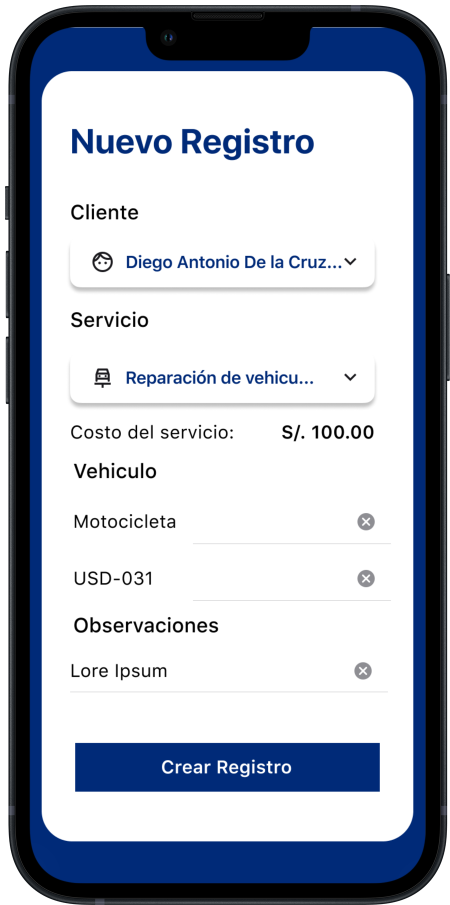 Nuevo Registro
Cliente
Diego Antonio De la Cruz...
Servicio
Reparación de vehicu...
Costo del servicio: S/. 100.00
Vehiculo
Motocicleta
USD-031
Observaciones
Lore Ipsum
Crear Registro